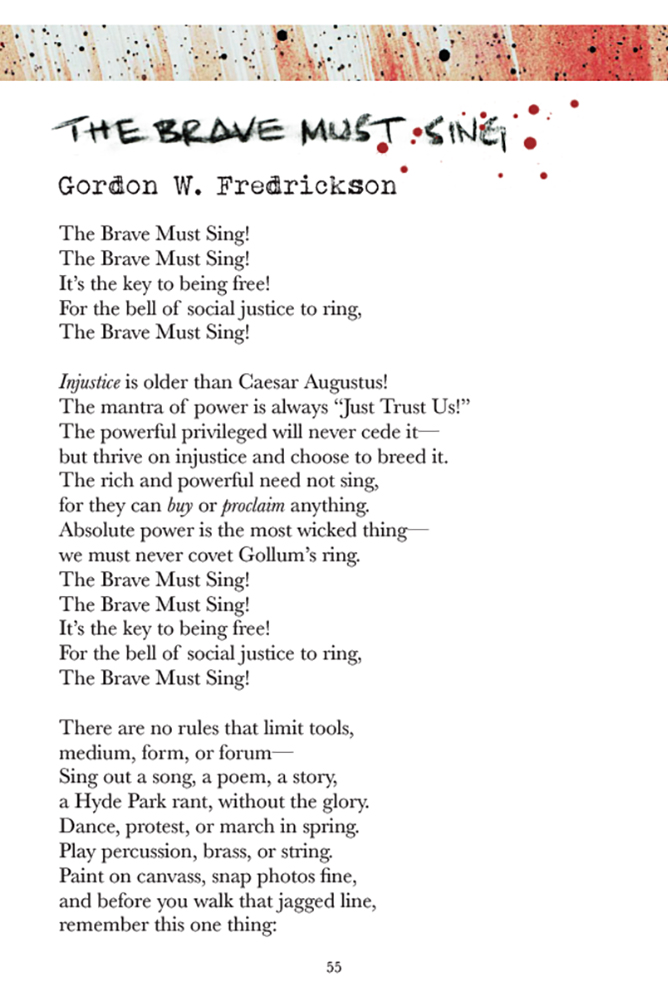 THE BRAVE MUST SING
Gordon W. Fredrickson
The Brave Must Sing!
The Brave Must Sing!
It's the key to being free!
For the bell of social justice to ring,
The Brave Must Sing!
Injustice is older than Caesar Augustus!
The mantra of power is always “Just Trust Us!”
The powerful privileged will never cede it—
but thrive on injustice and choose to breed it.
The rich and powerful need not sing,
for they can buy or proclaim anything.
Absolute power is the most wicked thing—
we must never covet Gollum's ring.
The Brave Must Sing!
The Brave Must Sing!
It's the key to being free!
For the bell of social justice to ring,
The Brave Must Sing!
There are no rules that limit tools,
medium, form, or forum—
Sing out a song, a poem, a story,
a Hyde Park rant, without the glory.
Dance, protest, or march in spring.
Play percussion, brass, or string.
Paint on canvass, snap photos fine,
and before you walk that jagged line,
remember this one thing:
55